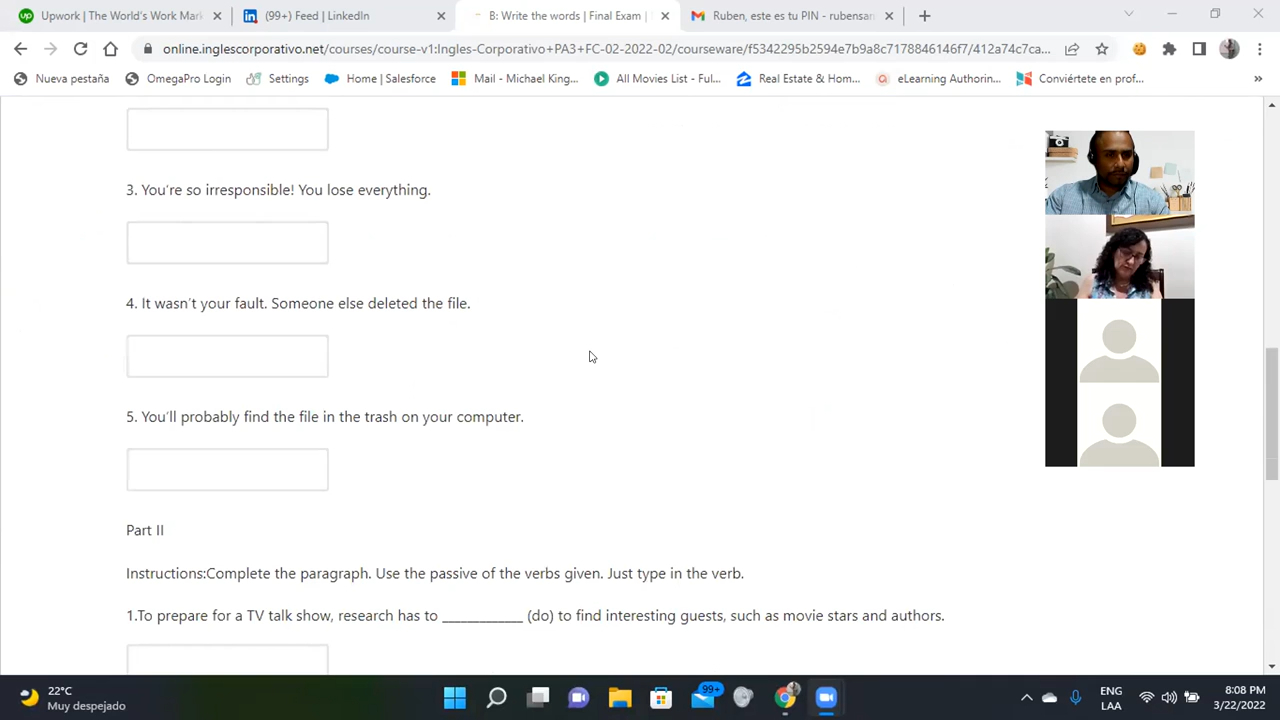 Upwork | The World's Work Mark
(99+) Feed | LinkedIn
B: Write the words | Final Exam |
Ruben, este es tu PIN - rubensan
online.inglescorporativo.net/courses/course-v1:Ingles-Corporativo+PA3+FC-02-2022-02/courseware/f5342295b2594e7b9a8c7178846146f7/412a74c7ca...
Nueva pestaña
OmegaPro Login
Settings
Home | Salesforce
Mail - Michael King...
All Movies List - Ful...
Real Estate & Hom...
eLearning Authorin...
Conviértete en prof...
3. You're so irresponsible! You lose everything.
4. It wasn't your fault. Someone else deleted the file.
5. You'll probably find the file in the trash on your computer.
Part II
Instructions:Complete the paragraph. Use the passive of the verbs given. Just type in the verb.
1.To prepare for a TV talk show, research has to _____________ (do) to find interesting guests, such as movie stars and authors.
22°C
Muy despejado
99+
ENG
LAA
8:08 PM
3/22/2022